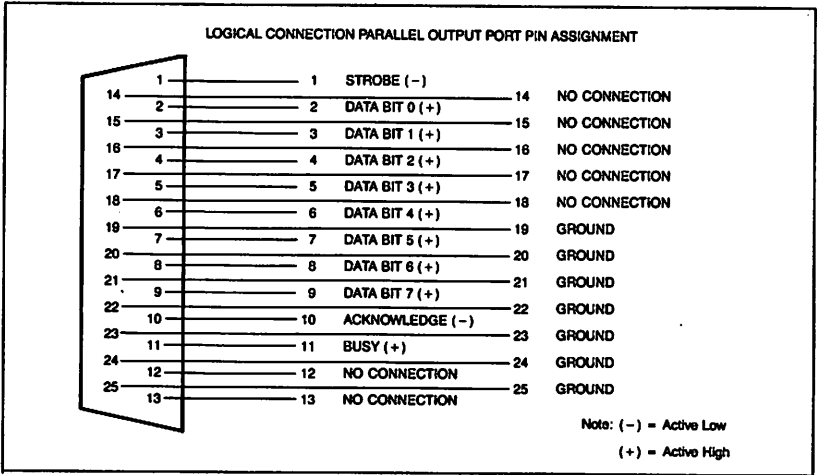 LOGICAL CONNECTION PARALLEL OUTPUT PORT PIN ASSIGNMENT
1 1 STROBE (-)
14 14 NO CONNECTION
2 2 DATA BIT 0 (+)
15 15 NO CONNECTION
3 3 DATA BIT 1 (+)
16 16 NO CONNECTION
4 4 DATA BIT 2 (+)
17 17 NO CONNECTION
5 5 DATA BIT 3 (+)
18 18 NO CONNECTION
6 6 DATA BIT 4 (+)
19 19 GROUND
7 7 DATA BIT 5 (+)
20 20 GROUND
8 8 DATA BIT 6 (+)
21 21 GROUND
9 9 DATA BIT 7 (+)
22 22 GROUND
10 10 ACKNOWLEDGE (-)
23 23 GROUND
11 11 BUSY (+)
24 24 GROUND
12 12 NO CONNECTION
25 25 GROUND
13 13 NO CONNECTION
Note: (-) = Active Low
(+) = Active High